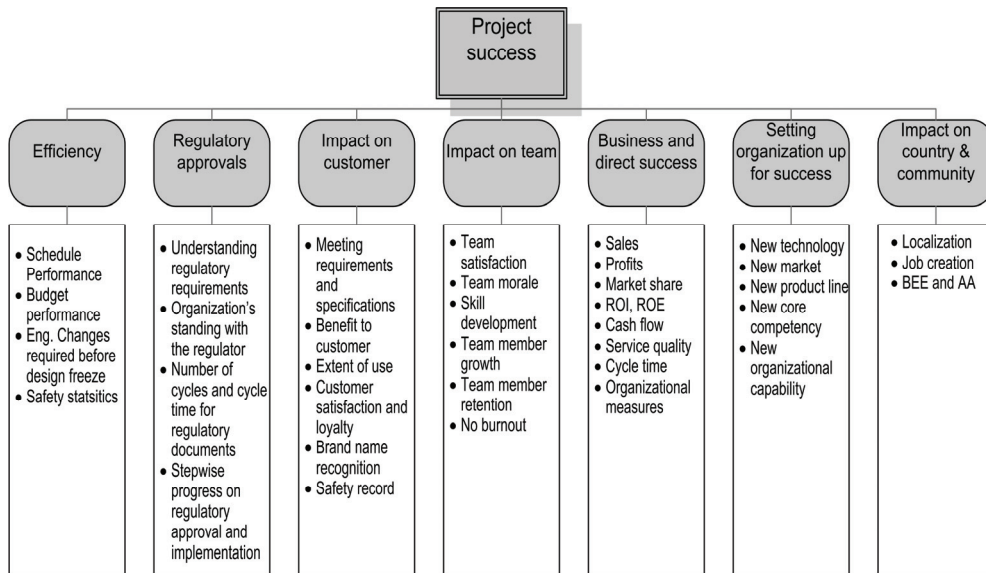 Project
success
Efficiency
Regulatory
approvals
Impact on
customer
Impact on team
Business and
direct success
Setting
organization up
for success
Impact on
country &
community
• Schedule
Performance
• Budget
performance
• Eng. Changes
required before
design freeze
• Safety statsitics
• Understanding
regulatory
requirements
• Organization's
standing with
the regulator
• Number of
cycles and cycle
time for
regulatory
documents
• Stepwise
progress on
regulatory
approval and
implementation
• Meeting
requirements
and
specifications
• Benefit to
customer
• Extent of use
• Customer
satisfaction and
loyalty
• Brand name
recognition
• Safety record
• Team
satisfaction
• Team morale
• Skill
development
• Team member
growth
• Team member
retention
• No burnout
• Sales
• Profits
• Market share
• ROI, ROE
• Cash flow
• Service quality
• Cycle time
• Organizational
measures
• New technology
• New market
• New product line
• New core
competency
• New
organizational
capability
• Localization
• Job creation
• BEE and AA